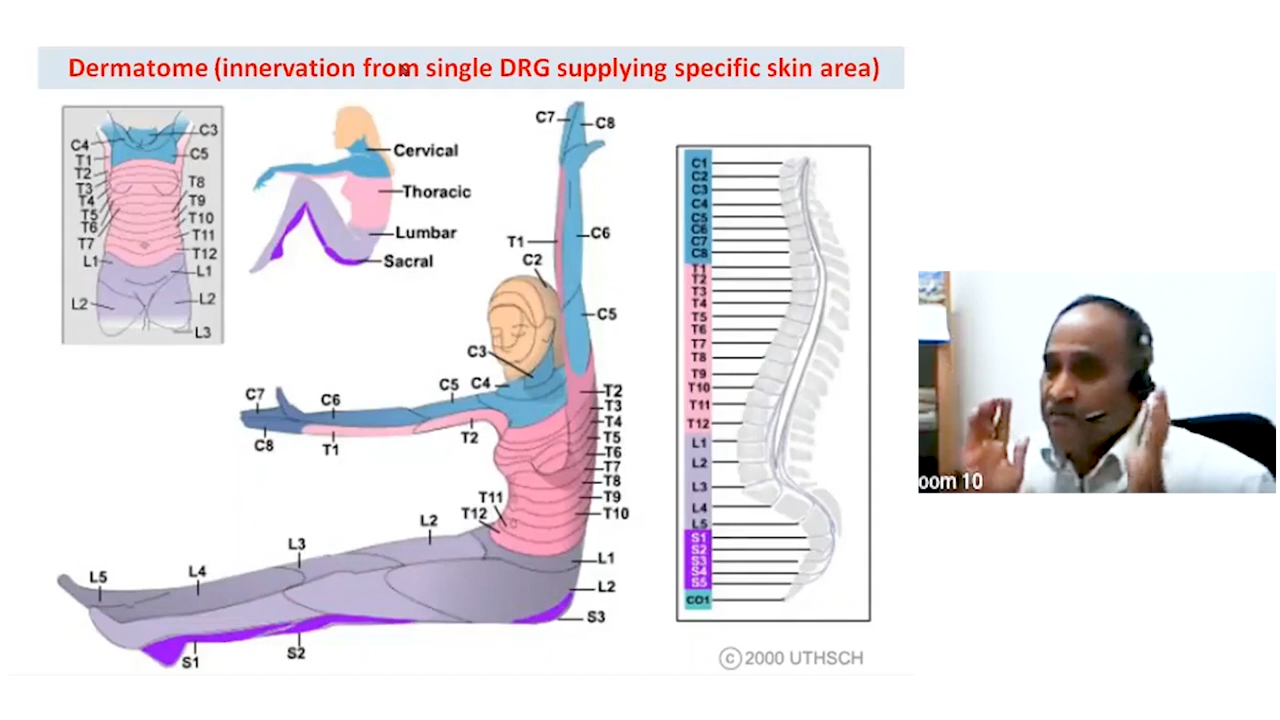 Dermatome (innervation from single DRG supplying specific skin area)
C3
C4
C5
T1
T2
T3
T4
T5
T6
T7
T8
T9
T10
T11
T12
L1
L1
L2
L2
L3
Cervical
Thoracic
Lumbar
Sacral
C7
C8
C6
T1
C2
C5
C3
C4
C5
C6
C7
C8
T1
T2
T2
T3
T4
T5
T6
T7
T8
T9
T10
T11
T12
L1
L2
S3
L2
L3
L4
L5
S1
S2
C1
C2
C3
C4
C5
C6
C7
C8
T1
T2
T3
T4
T5
T6
T7
T8
T9
T10
T11
T12
L1
L2
L3
L4
L5
S1
S2
S3
S4
S5
CO1
© 2000 UTHSCH
oom 10